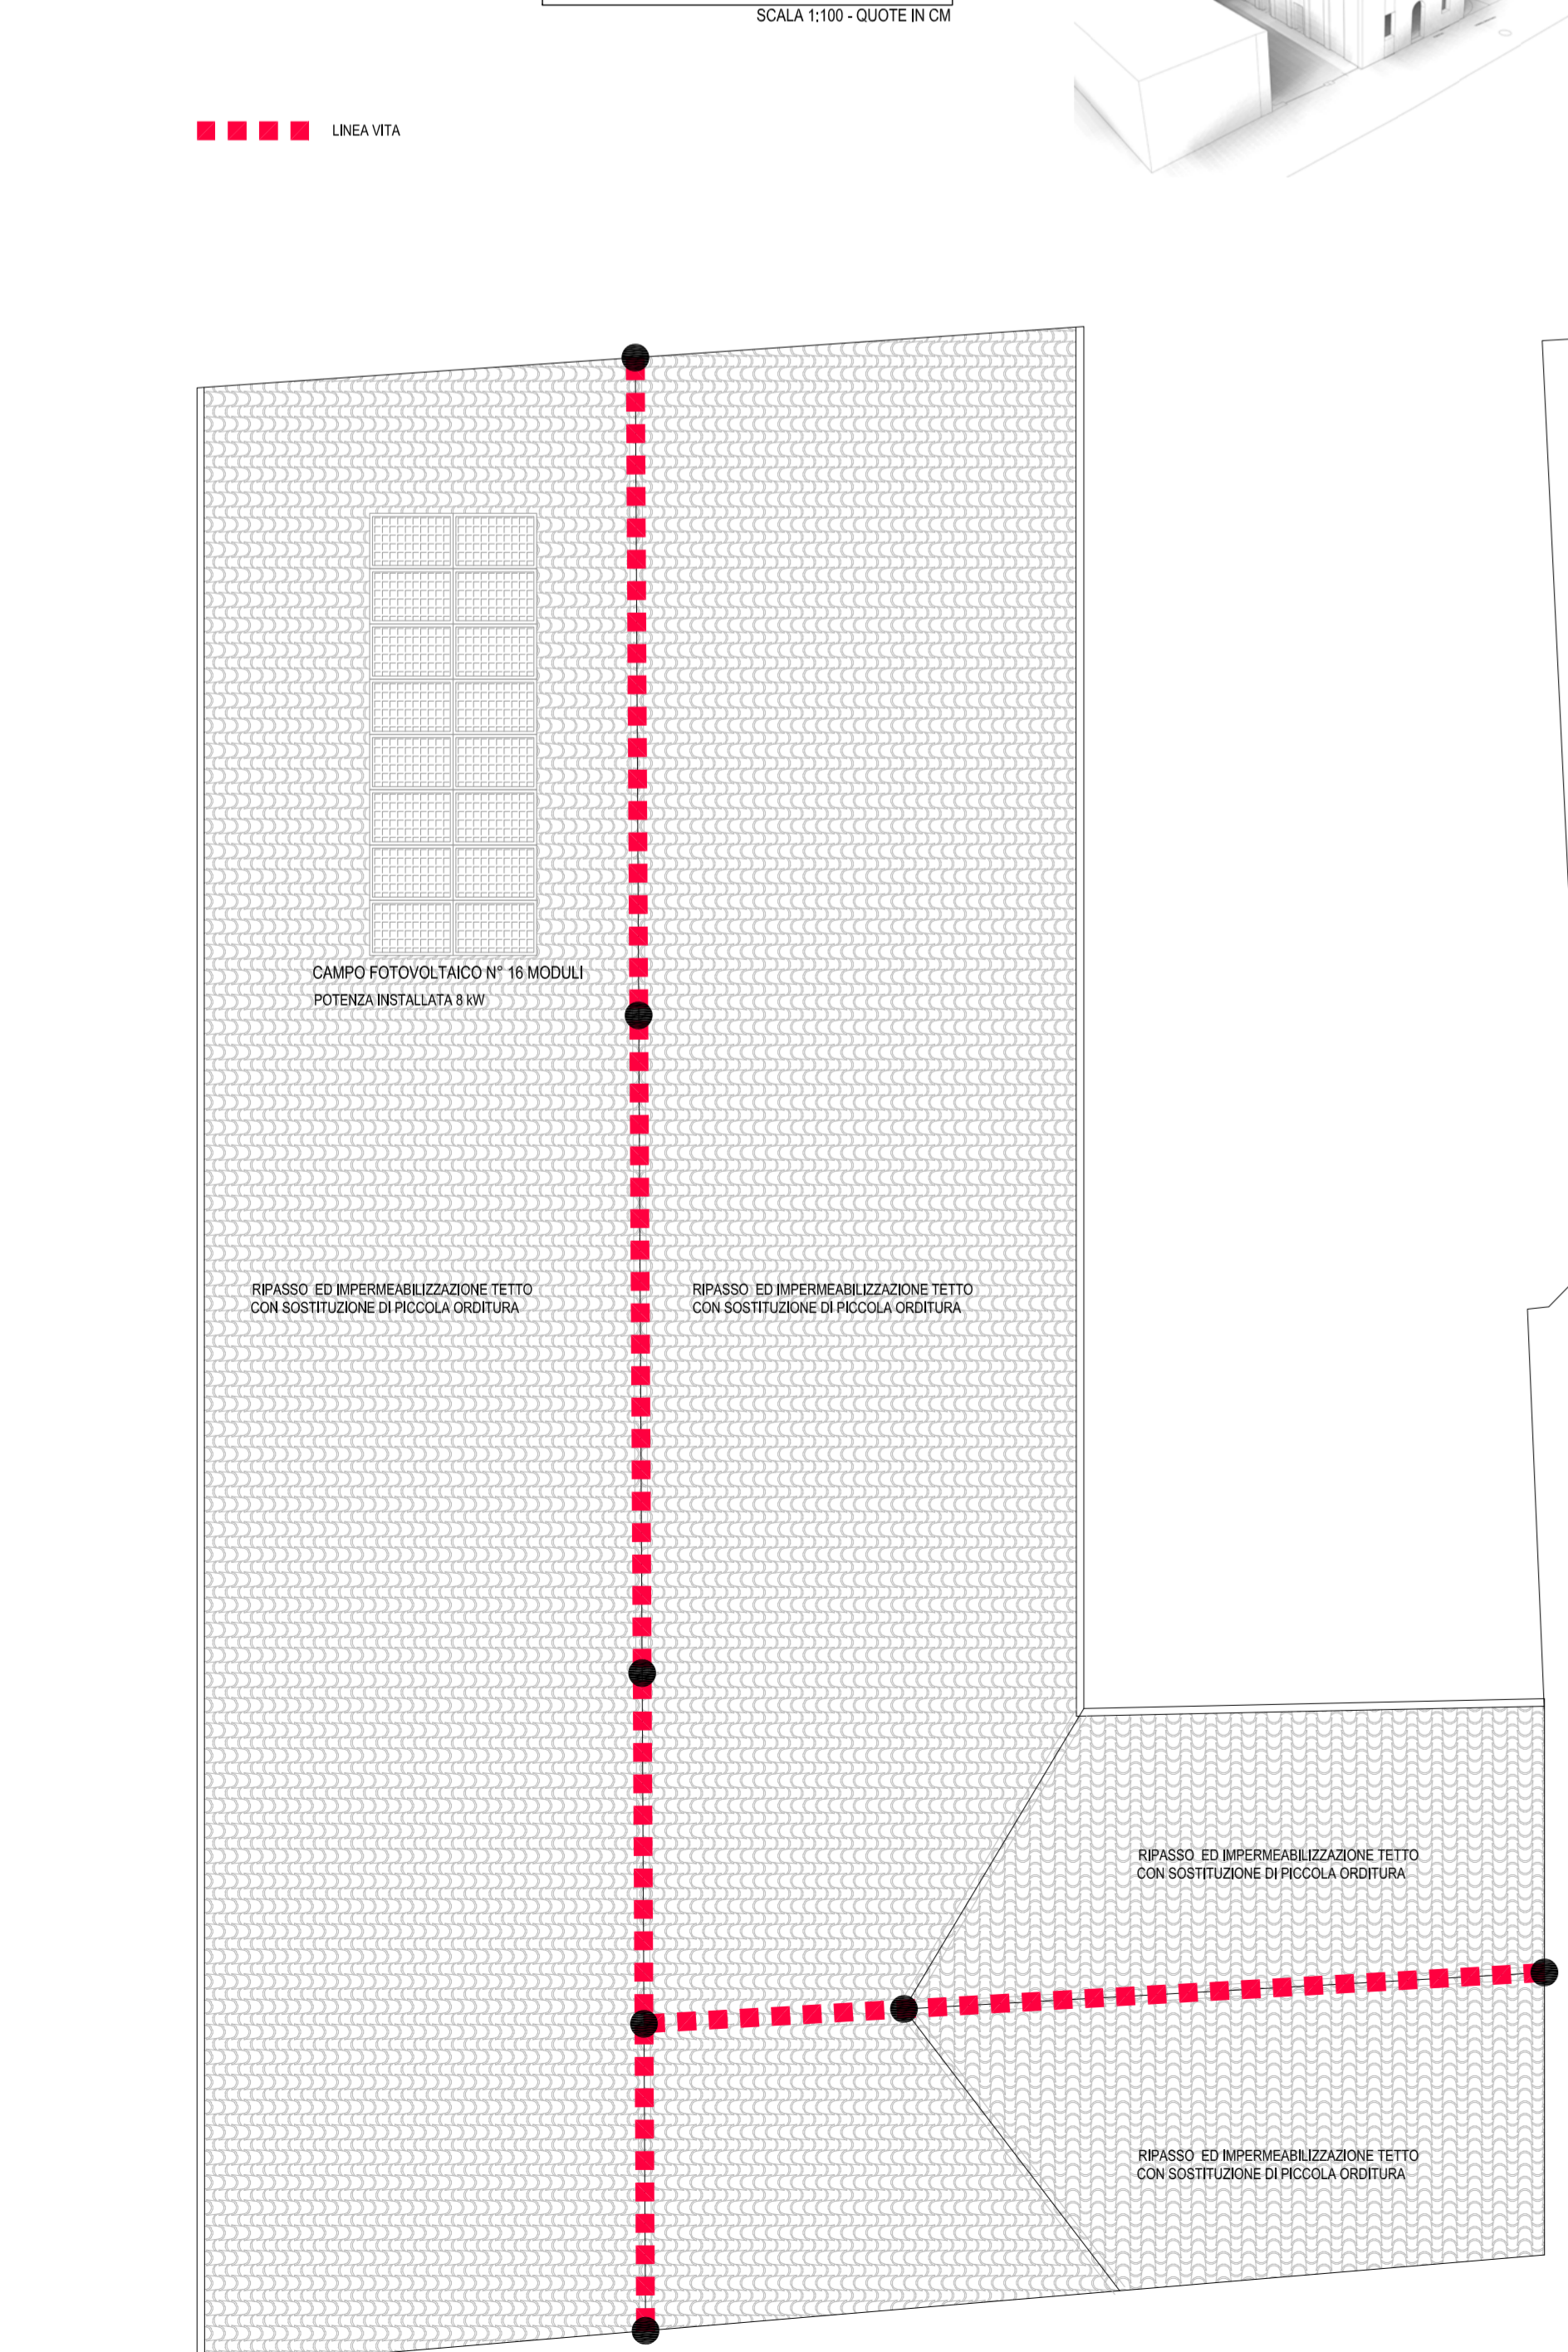 SCALA 1:100 - QUOTE IN CM
LINEA VITA
CAMPO FOTOVOLTAICO N° 16 MODULI
POTENZA INSTALLATA 8 kW
RIPASSO ED IMPERMEABILIZZAZIONE TETTO
CON SOSTITUZIONE DI PICCOLA ORDITURA
RIPASSO ED IMPERMEABILIZZAZIONE TETTO
CON SOSTITUZIONE DI PICCOLA ORDITURA
RIPASSO ED IMPERMEABILIZZAZIONE TETTO
CON SOSTITUZIONE DI PICCOLA ORDITURA
RIPASSO ED IMPERMEABILIZZAZIONE TETTO
CON SOSTITUZIONE DI PICCOLA ORDITURA